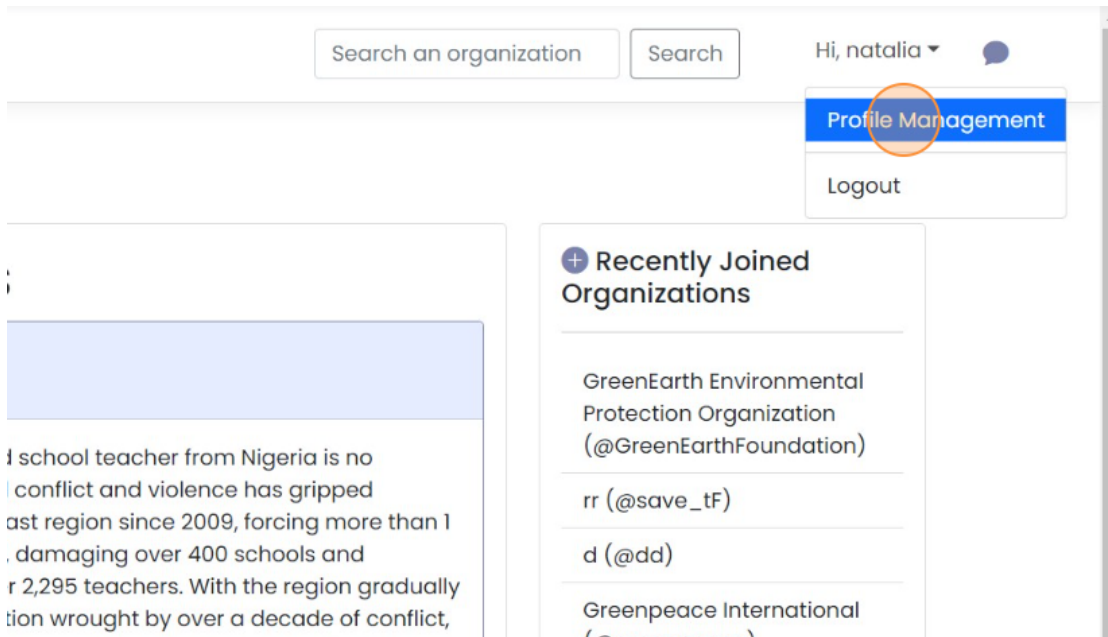 Search an organization
Search
Hi, natalia
Profile Management
Logout
school teacher from Nigeria is no
conflict and violence has gripped
region since 2009, forcing more than 1
damaging over 400 schools and
2,295 teachers. With the region gradually
wrought by over a decade of conflict,
Recently Joined
Organizations
GreenEarth Environmental
Protection Organization
(@GreenEarthFoundation)
rr (@save_tF)
d (@dd)
Greenpeace International